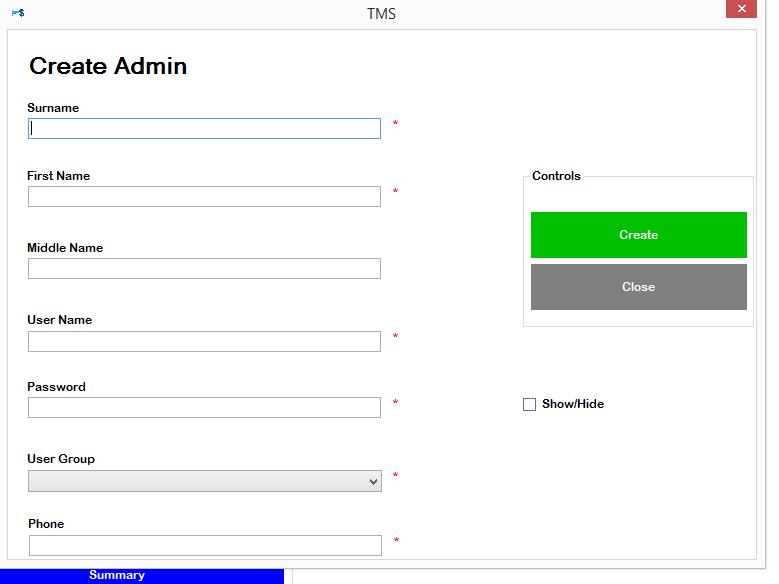 TMS
Create Admin
Surname
*
First Name
*
Controls
Create
Middle Name
Close
User Name
*
Password
*
Show/Hide
User Group
*
Phone
*
Summary